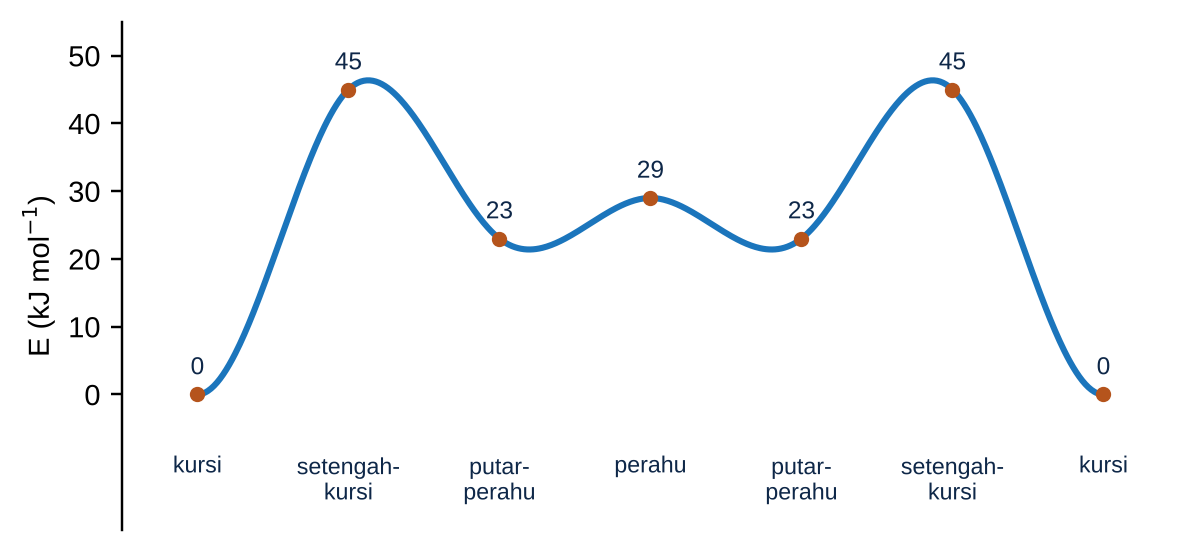 50
40
30
20
10
0
E (kJ mol⁻¹)
0
45
23
29
23
45
0
kursi
setengah-
kursi
putar-
perahu
perahu
putar-
perahu
setengah-
kursi
kursi